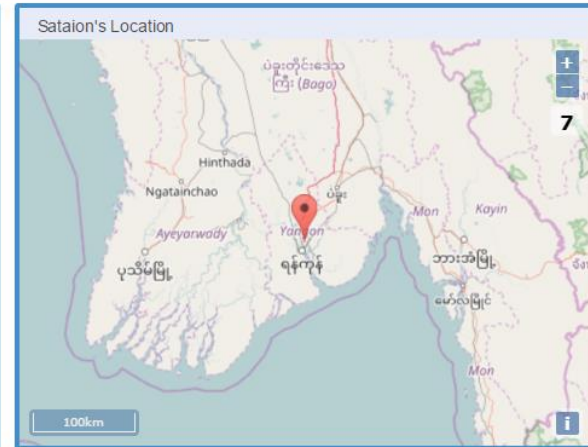 Sataion's Location
ပဲခူးတိုင်းဒေသ
ကြီး (Bago)
+
–
7
Hinthada
Ngatainchao
ပဲခူး
Mon
Kayin
Ayeyarwady
Yangon
ပုသိမ်မြို့
ရန်ကုန်
ဘားအံမြို့
မော်လမြိုင်
Mon
100km
i